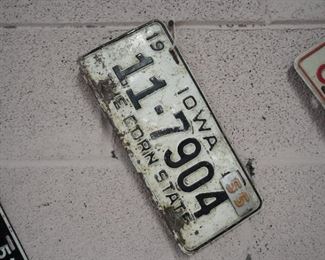 19 IOWA 55
11·7904
THE CORN STATE